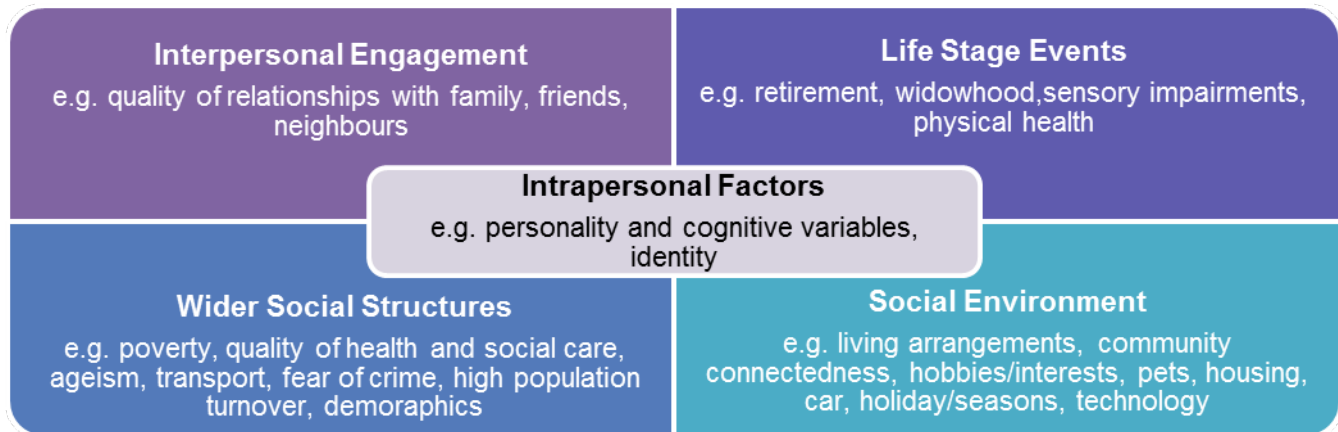 Interpersonal Engagement
e.g. quality of relationships with family, friends,
neighbours
Life Stage Events
e.g. retirement, widowhood,sensory impairments,
physical health
Intrapersonal Factors
e.g. personality and cognitive variables,
identity
Wider Social Structures
e.g. poverty, quality of health and social care,
ageism, transport, fear of crime, high population
turnover, demoraphics
Social Environment
e.g. living arrangements, community
connectedness, hobbies/interests, pets, housing,
car, holiday/seasons, technology